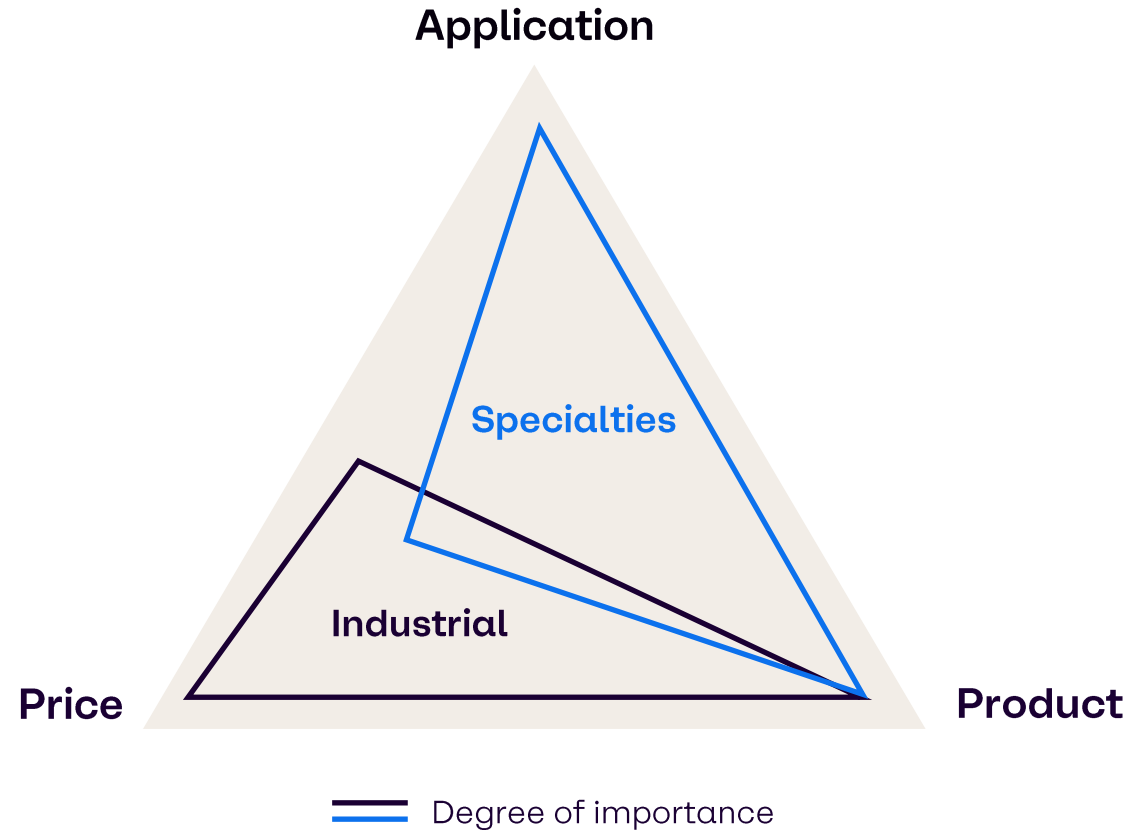 Application
Specialties
Industrial
Price
Product
Degree of importance